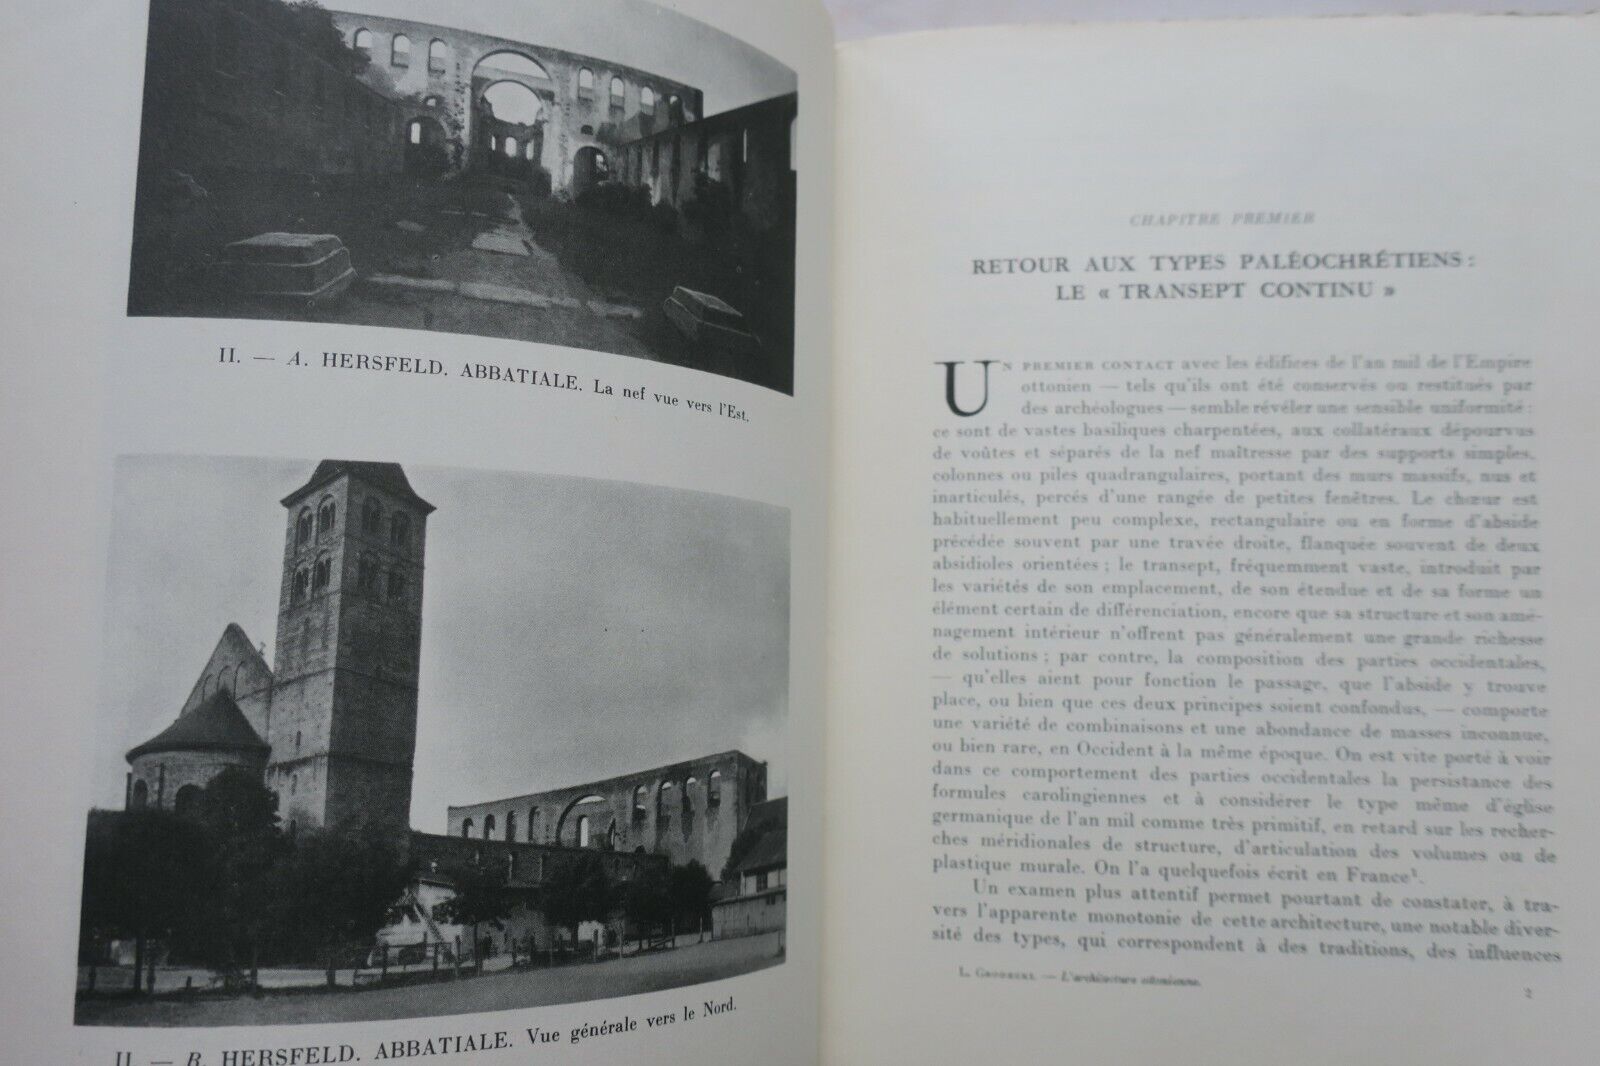 II. — A. HERSFELD. ABBATIALE. La nef vue vers l'Est.
II. — B. HERSFELD. ABBATIALE. Vue générale vers le Nord.
CHAPITRE PREMIER
RETOUR AUX TYPES PALÉOCHRÉTIENS :
LE « TRANSEPT CONTINU »
UN PREMIER CONTACT avec les édifices de l'an mil de l'Empire
ottonien — tels qu'ils ont été conservés ou restitués par
des archéologues — semble révéler une sensible uniformité :
ce sont de vastes basiliques charpentées, aux collatéraux dépourvus
de voûtes et séparés de la nef maîtresse par des supports simples,
colonnes ou piles quadrangulaires, portant des murs massifs, nus et
inarticulés, percés d'une rangée de petites fenêtres. Le chœur est
habituellement peu complexe, rectangulaire ou en forme d'abside
précédée souvent par une travée droite, flanquée souvent de deux
absidioles orientées ; le transept, fréquemment vaste, introduit par
les variétés de son emplacement, de son étendue et de sa forme un
élément certain de différenciation, encore que sa structure et son amé-
nagement intérieur n'offrent pas généralement une grande richesse
de solutions ; par contre, la composition des parties occidentales,
— qu'elles aient pour fonction le passage, que l'abside y trouve
place, ou bien que ces deux principes soient confondus, — comporte
une variété de combinaisons et une abondance de masses inconnue,
ou bien rare, en Occident à la même époque. On est vite porté à voir
dans ce comportement des parties occidentales la persistance des
formules carolingiennes et à considérer le type même d'église
germanique de l'an mil comme très primitif, en retard sur les recher-
ches méridionales de structure, d'articulation des volumes ou de
plastique murale. On l'a quelquefois écrit en France¹.
Un examen plus attentif permet pourtant de constater, à tra-
vers l'apparente monotonie de cette architecture, une notable diver-
sité des types, qui correspondent à des traditions, des influences
L. GRODECKI. — L'architecture ottonienne.
2